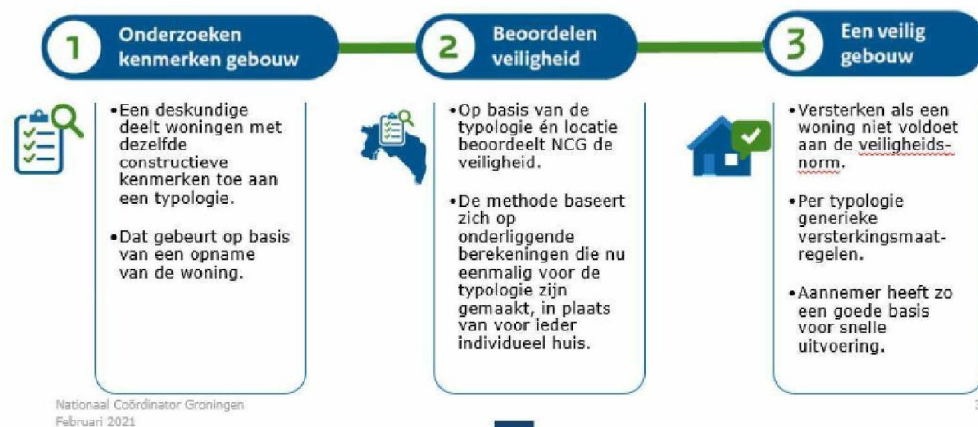 1
Onderzoeken
kenmerken gebouw
•Een deskundige
deelt woningen met
dezelfde
constructieve
kenmerken toe aan
een typologie.
•Dat gebeurt op basis
van een opname
van de woning.
2
Beoordelen
veiligheid
•Op basis van de
typologie én locatie
beoordeelt NCG de
veiligheid.
•De methode baseert
zich op
onderliggende
berekeningen die nu
eenmalig voor de
typologie zijn
gemaakt, in plaats
van voor ieder
individueel huis.
3
Een veilig
gebouw
•Versterken als een
woning niet voldoet
aan de veiligheids-
norm.
•Per typologie
generieke
versterkingsmaat-
regelen.
•Aannemer heeft zo
een goede basis
voor snelle
uitvoering.
Nationaal Coördinator Groningen
Februari 2021